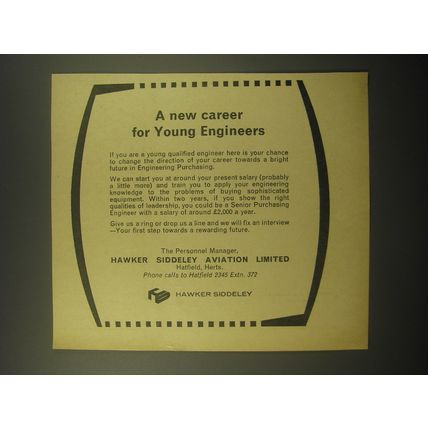 A new career
for Young Engineers
If you are a young qualified engineer here is your chance
to change the direction of your career towards a bright
future in Engineering Purchasing.
We can start you at around your present salary (probably
a little more) and train you to apply your engineering
knowledge to the problems of buying sophisticated
equipment. Within two years, if you show the right
qualities of leadership, you could be a Senior Purchasing
Engineer with a salary of around £2,000 a year.
Give us a ring or drop us a line and we will fix an interview
—Your first step towards a rewarding future.
The Personnel Manager,
HAWKER SIDDELEY AVIATION LIMITED
Hatfield, Herts.
Phone calls to Hatfield 2345 Extn. 372
HAWKER SIDDELEY